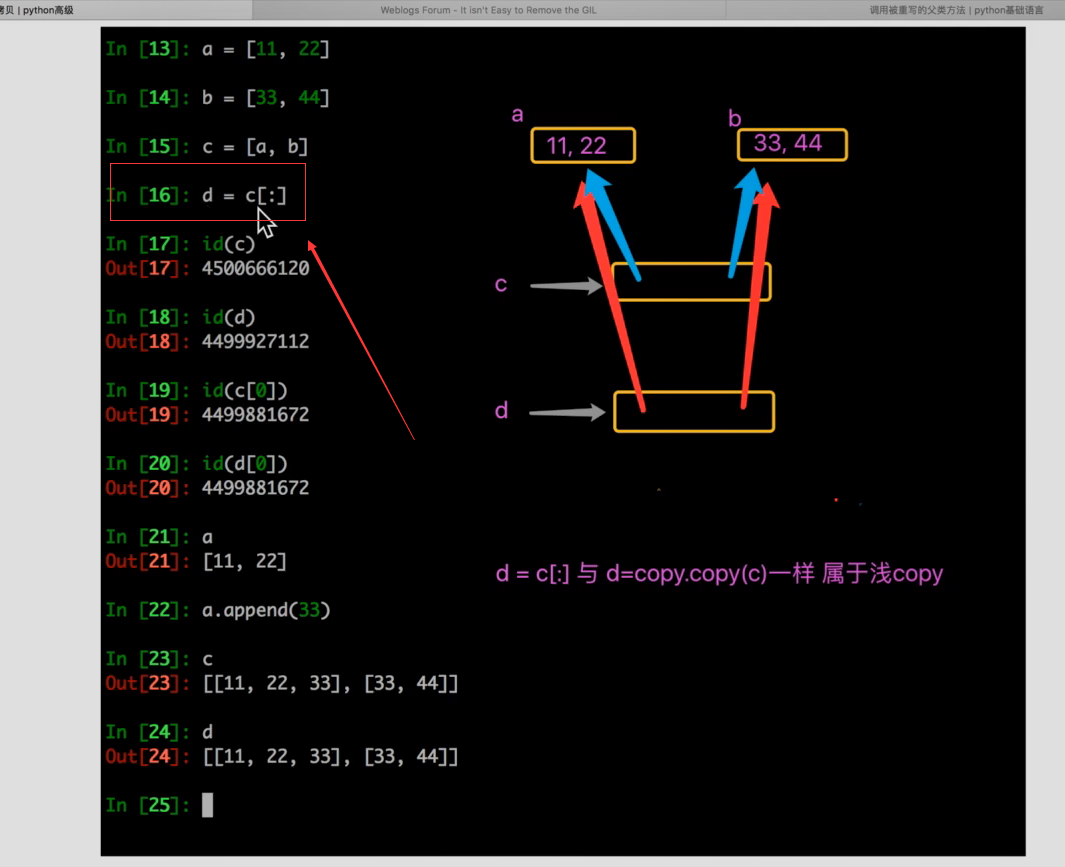 拷贝 | python高级
Weblogs Forum - It isn't Easy to Remove the GIL
调用被重写的父类方法 | python基础语言
In [13]: a = [11, 22]
In [14]: b = [33, 44]
In [15]: c = [a, b]
In [16]: d = c[:]
In [17]: id(c)
Out[17]: 4500666120
In [18]: id(d)
Out[18]: 4499927112
In [19]: id(c[0])
Out[19]: 4499881672
In [20]: id(d[0])
Out[20]: 4499881672
In [21]: a
Out[21]: [11, 22]
In [22]: a.append(33)
In [23]: c
Out[23]: [[11, 22, 33], [33, 44]]
In [24]: d
Out[24]: [[11, 22, 33], [33, 44]]
In [25]:
a
b
11, 22
33, 44
c
d
d = c[:] 与 d=copy.copy(c)一样 属于浅copy